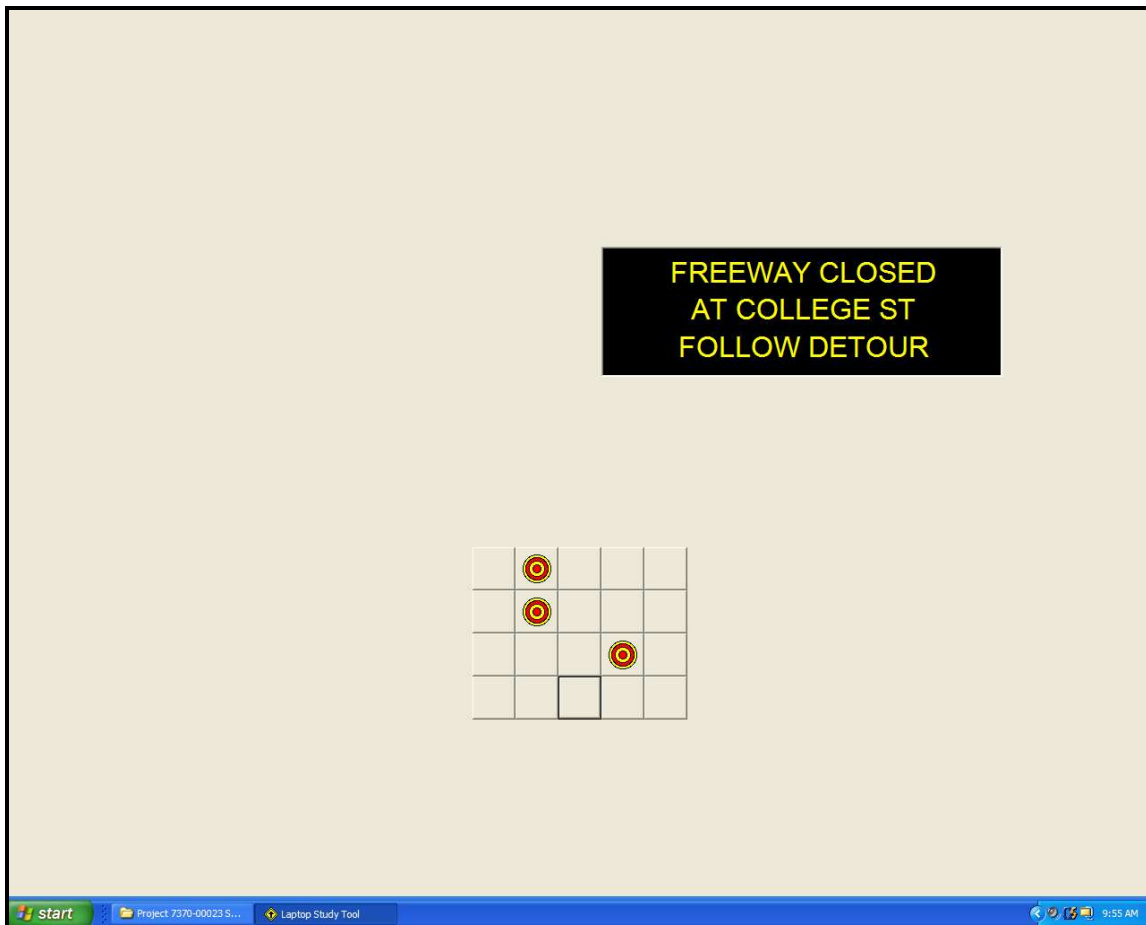 FREEWAY CLOSED
AT COLLEGE ST
FOLLOW DETOUR
start
Project 7370-00023 S...
Laptop Study Tool
9:55 AM